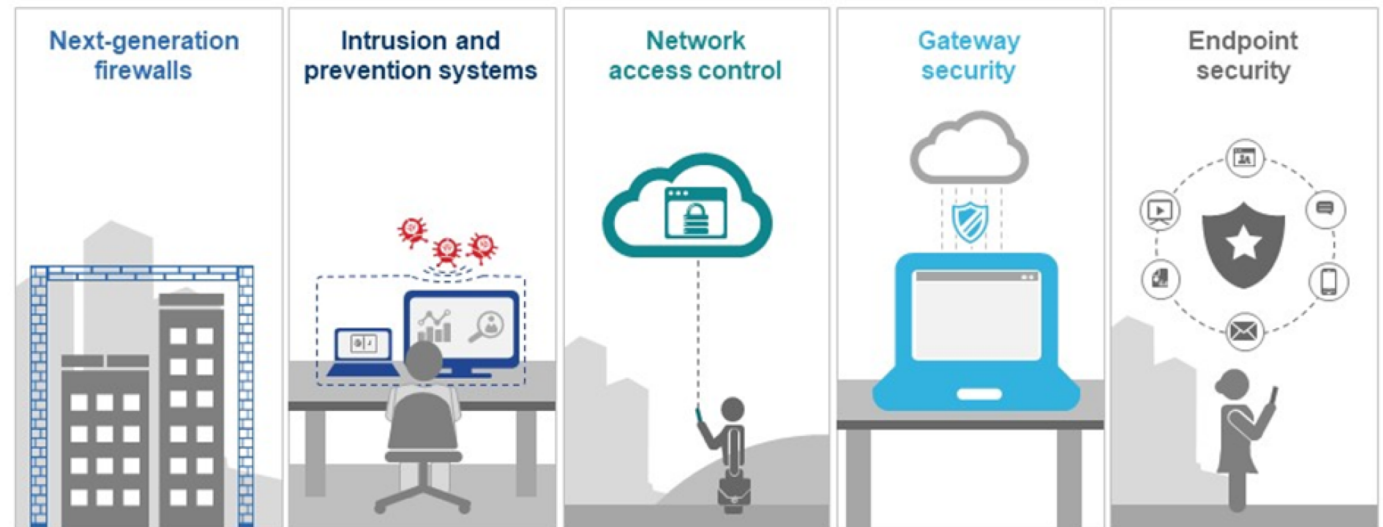 Next-generation
firewalls
Intrusion and
prevention systems
Network
access control
Gateway
security
Endpoint
security